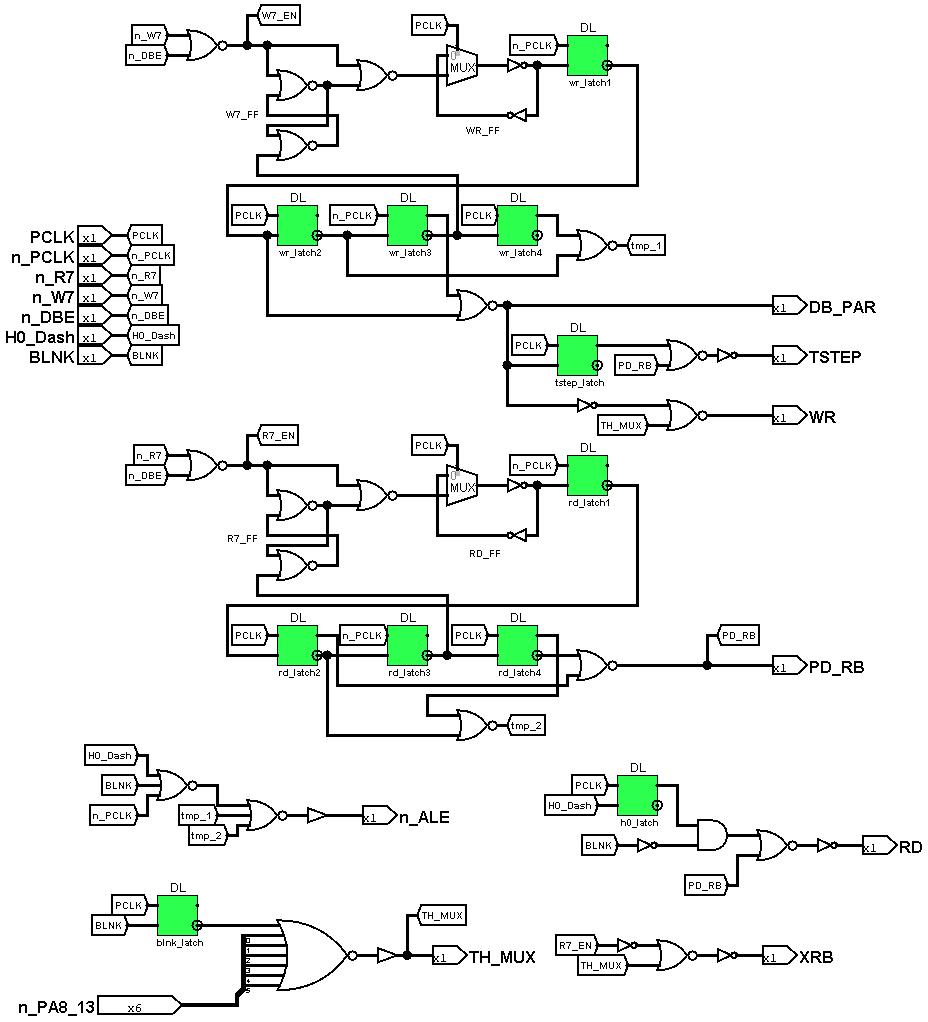 W7_EN
n_W7
n_DBE
W7_FF
PCLK
0
MUX
WR_FF
n_PCLK
DL
wr_latch1
PCLK
DL
wr_latch2
n_PCLK
DL
wr_latch3
PCLK
DL
wr_latch4
tmp_1
PCLK x1 PCLK
n_PCLK x1 n_PCLK
n_R7 x1 n_R7
n_W7 x1 n_W7
n_DBE x1 n_DBE
H0_Dash x1 H0_Dash
BLNK x1 BLNK
x1 DB_PAR
PCLK
DL
tstep_latch
PD_RB
x1 TSTEP
TH_MUX
x1 WR
R7_EN
n_R7
n_DBE
R7_FF
PCLK
0
MUX
RD_FF
n_PCLK
DL
rd_latch1
PCLK
DL
rd_latch2
n_PCLK
DL
rd_latch3
PCLK
DL
rd_latch4
PD_RB
x1 PD_RB
tmp_2
H0_Dash
BLNK
n_PCLK
tmp_1
tmp_2
x1 n_ALE
DL
PCLK
H0_Dash
h0_latch
BLNK
PD_RB
x1 RD
DL
PCLK
BLNK
blnk_latch
0
1
2
3
4
5
TH_MUX
x1 TH_MUX
n_PA8_13 x6
R7_EN
TH_MUX
x1 XRB